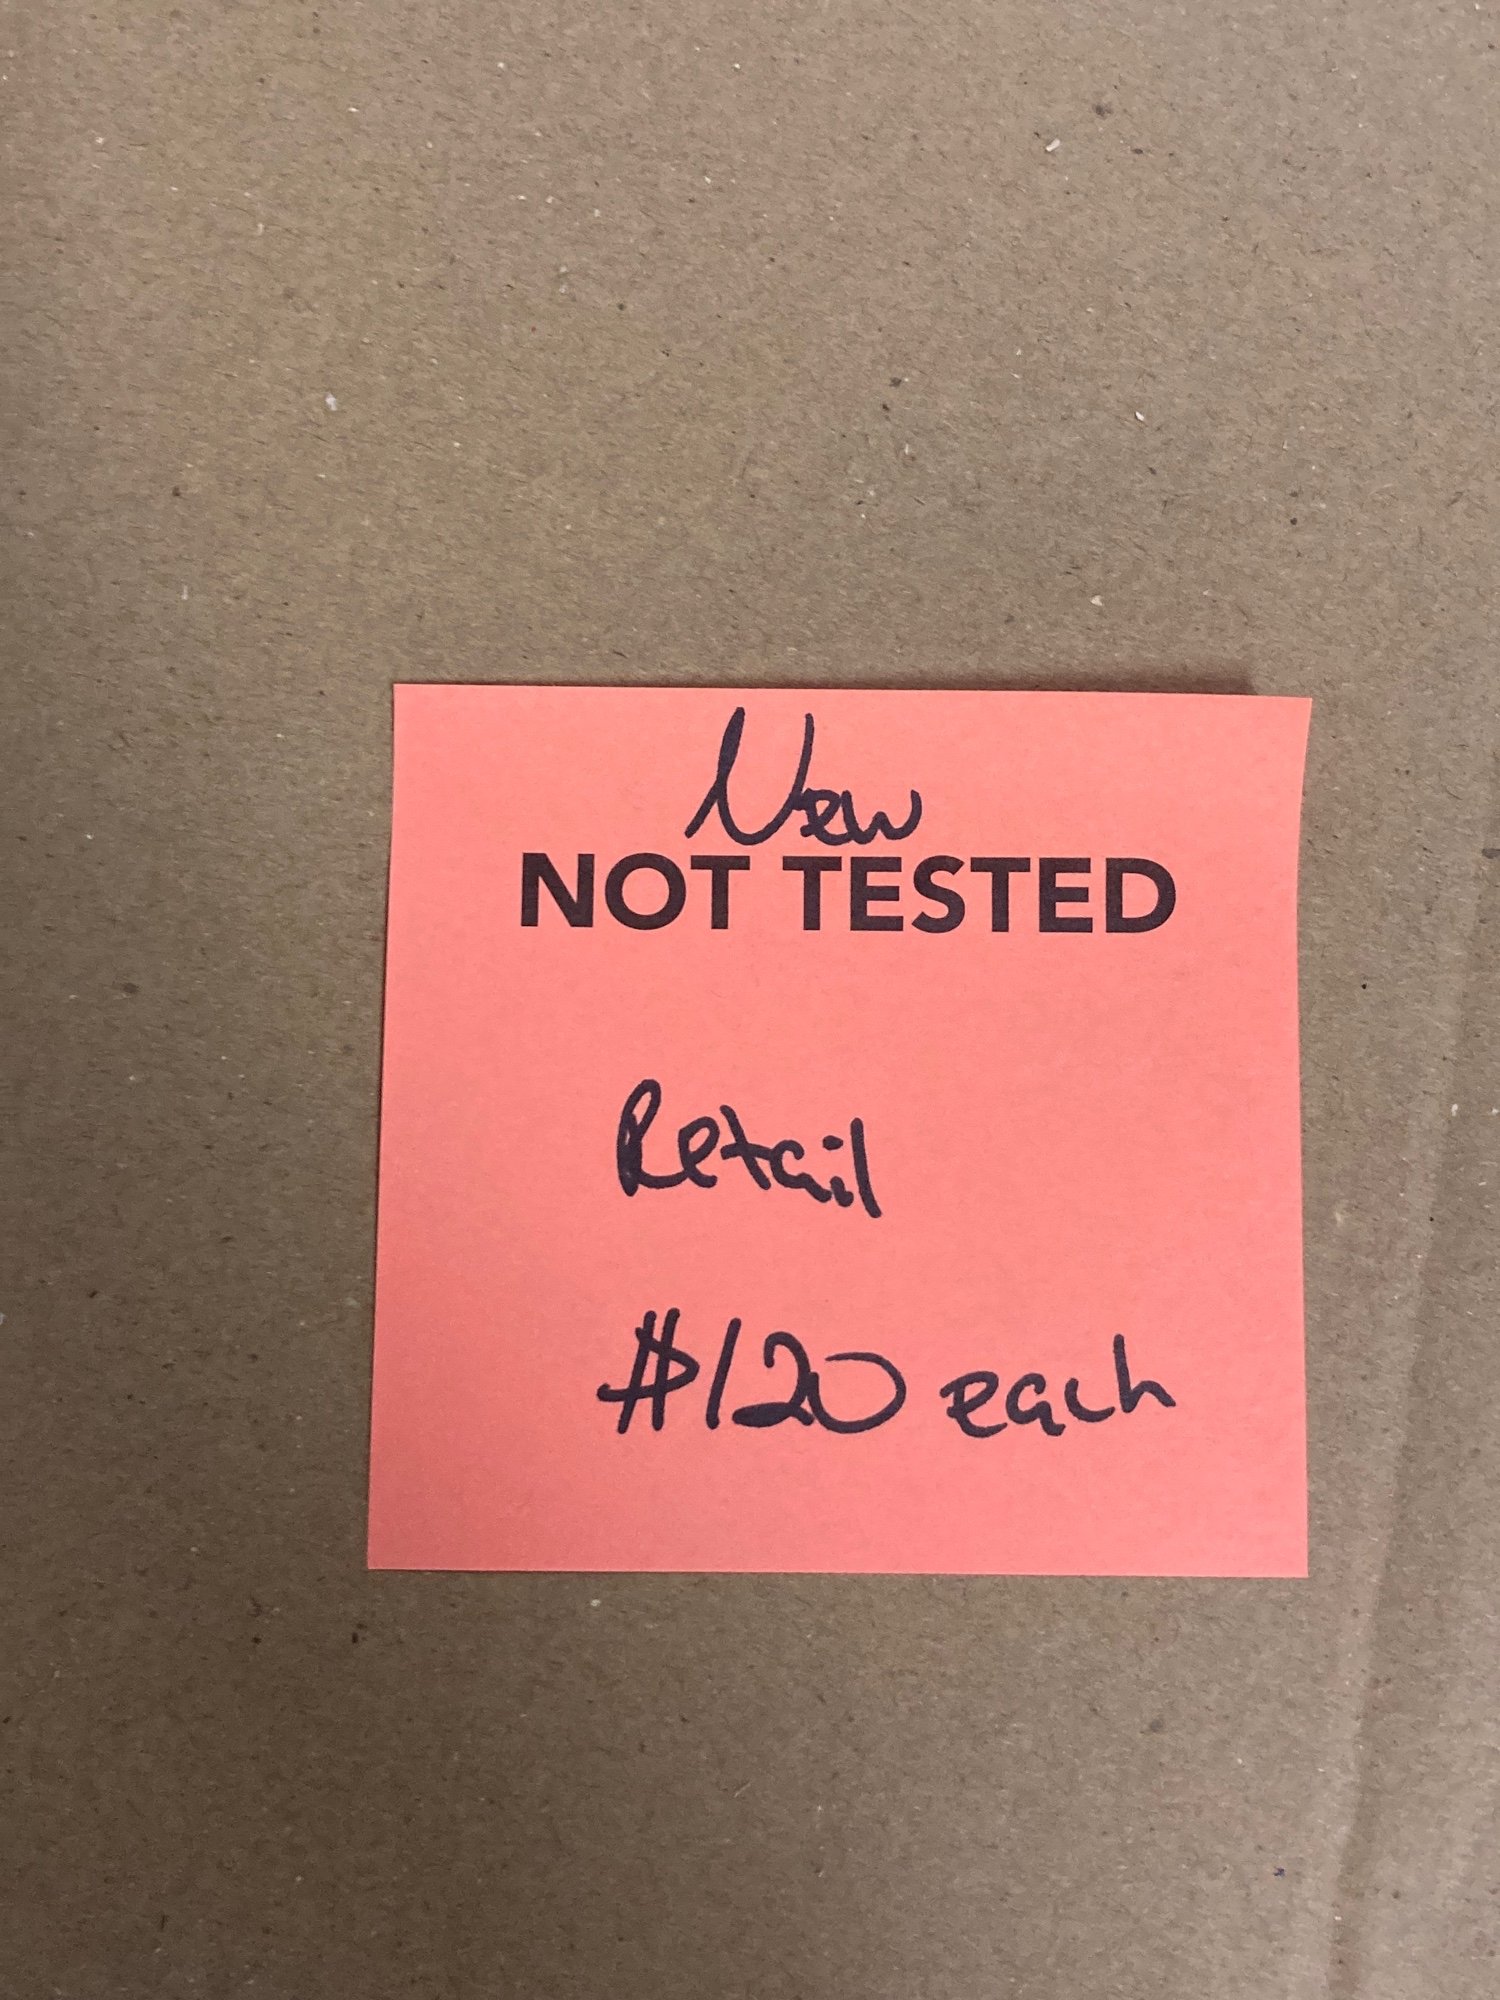 New
NOT TESTED
Retail
$120 each